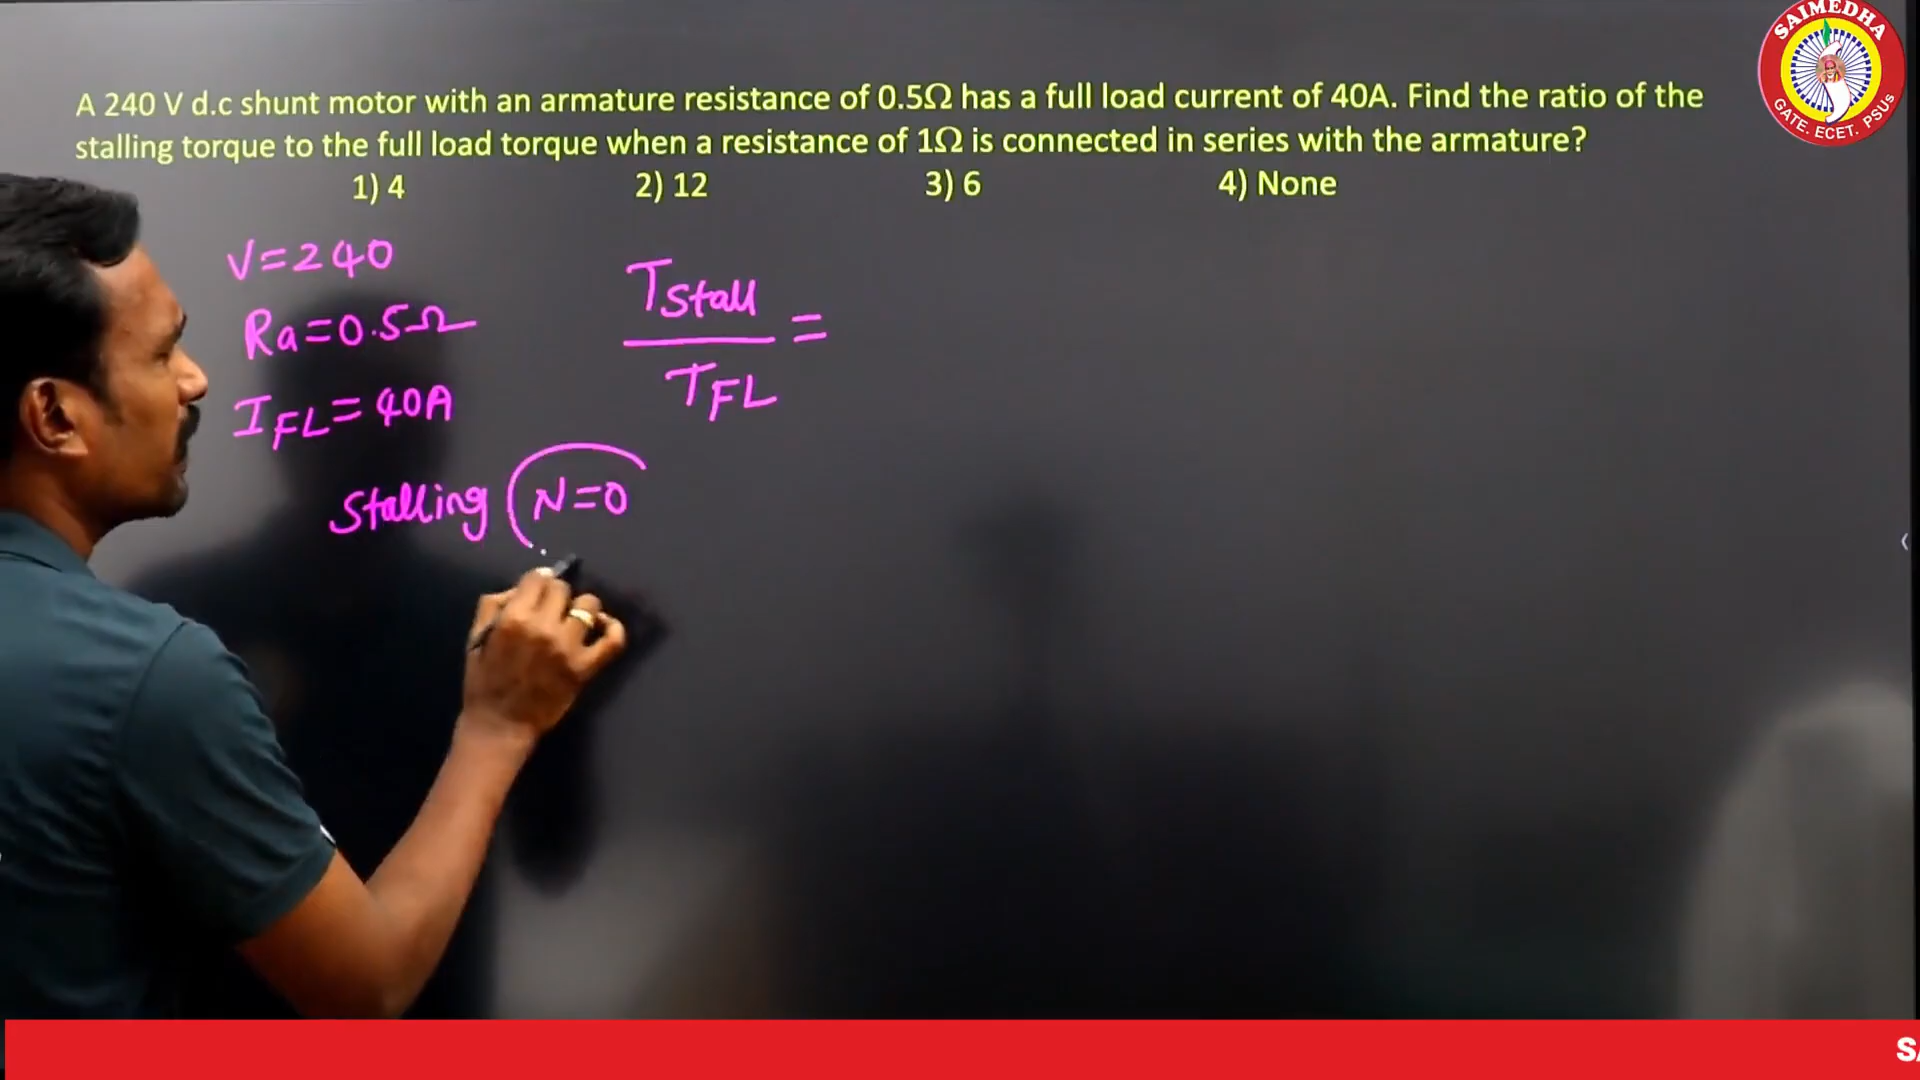 SAIMEDHA
GATE. ECET. PSUs
A 240 V d.c shunt motor with an armature resistance of 0.5Ω has a full load current of 40A. Find the ratio of the
stalling torque to the full load torque when a resistance of 1Ω is connected in series with the armature?
1) 4 2) 12 3) 6 4) None
V=240
Ra=0.5Ω
I FL=40A
Stalling N=0
T Stall
=
T FL